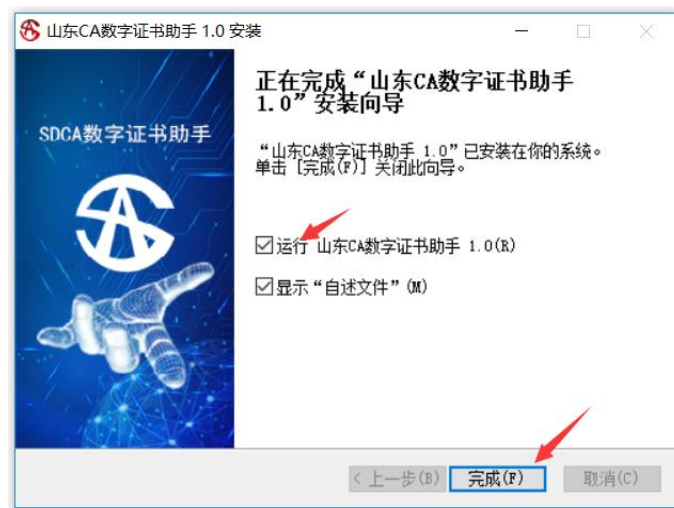 山东CA数字证书助手 1.0 安装
SDCA数字证书助手
正在完成“山东CA数字证书助手
1.0”安装向导
“山东CA数字证书助手 1.0”已安装在你的系统。
单击 [完成(F)] 关闭此向导。
运行 山东CA数字证书助手 1.0(R)
显示“自述文件”(M)
< 上一步(B)
完成(F)
取消(C)